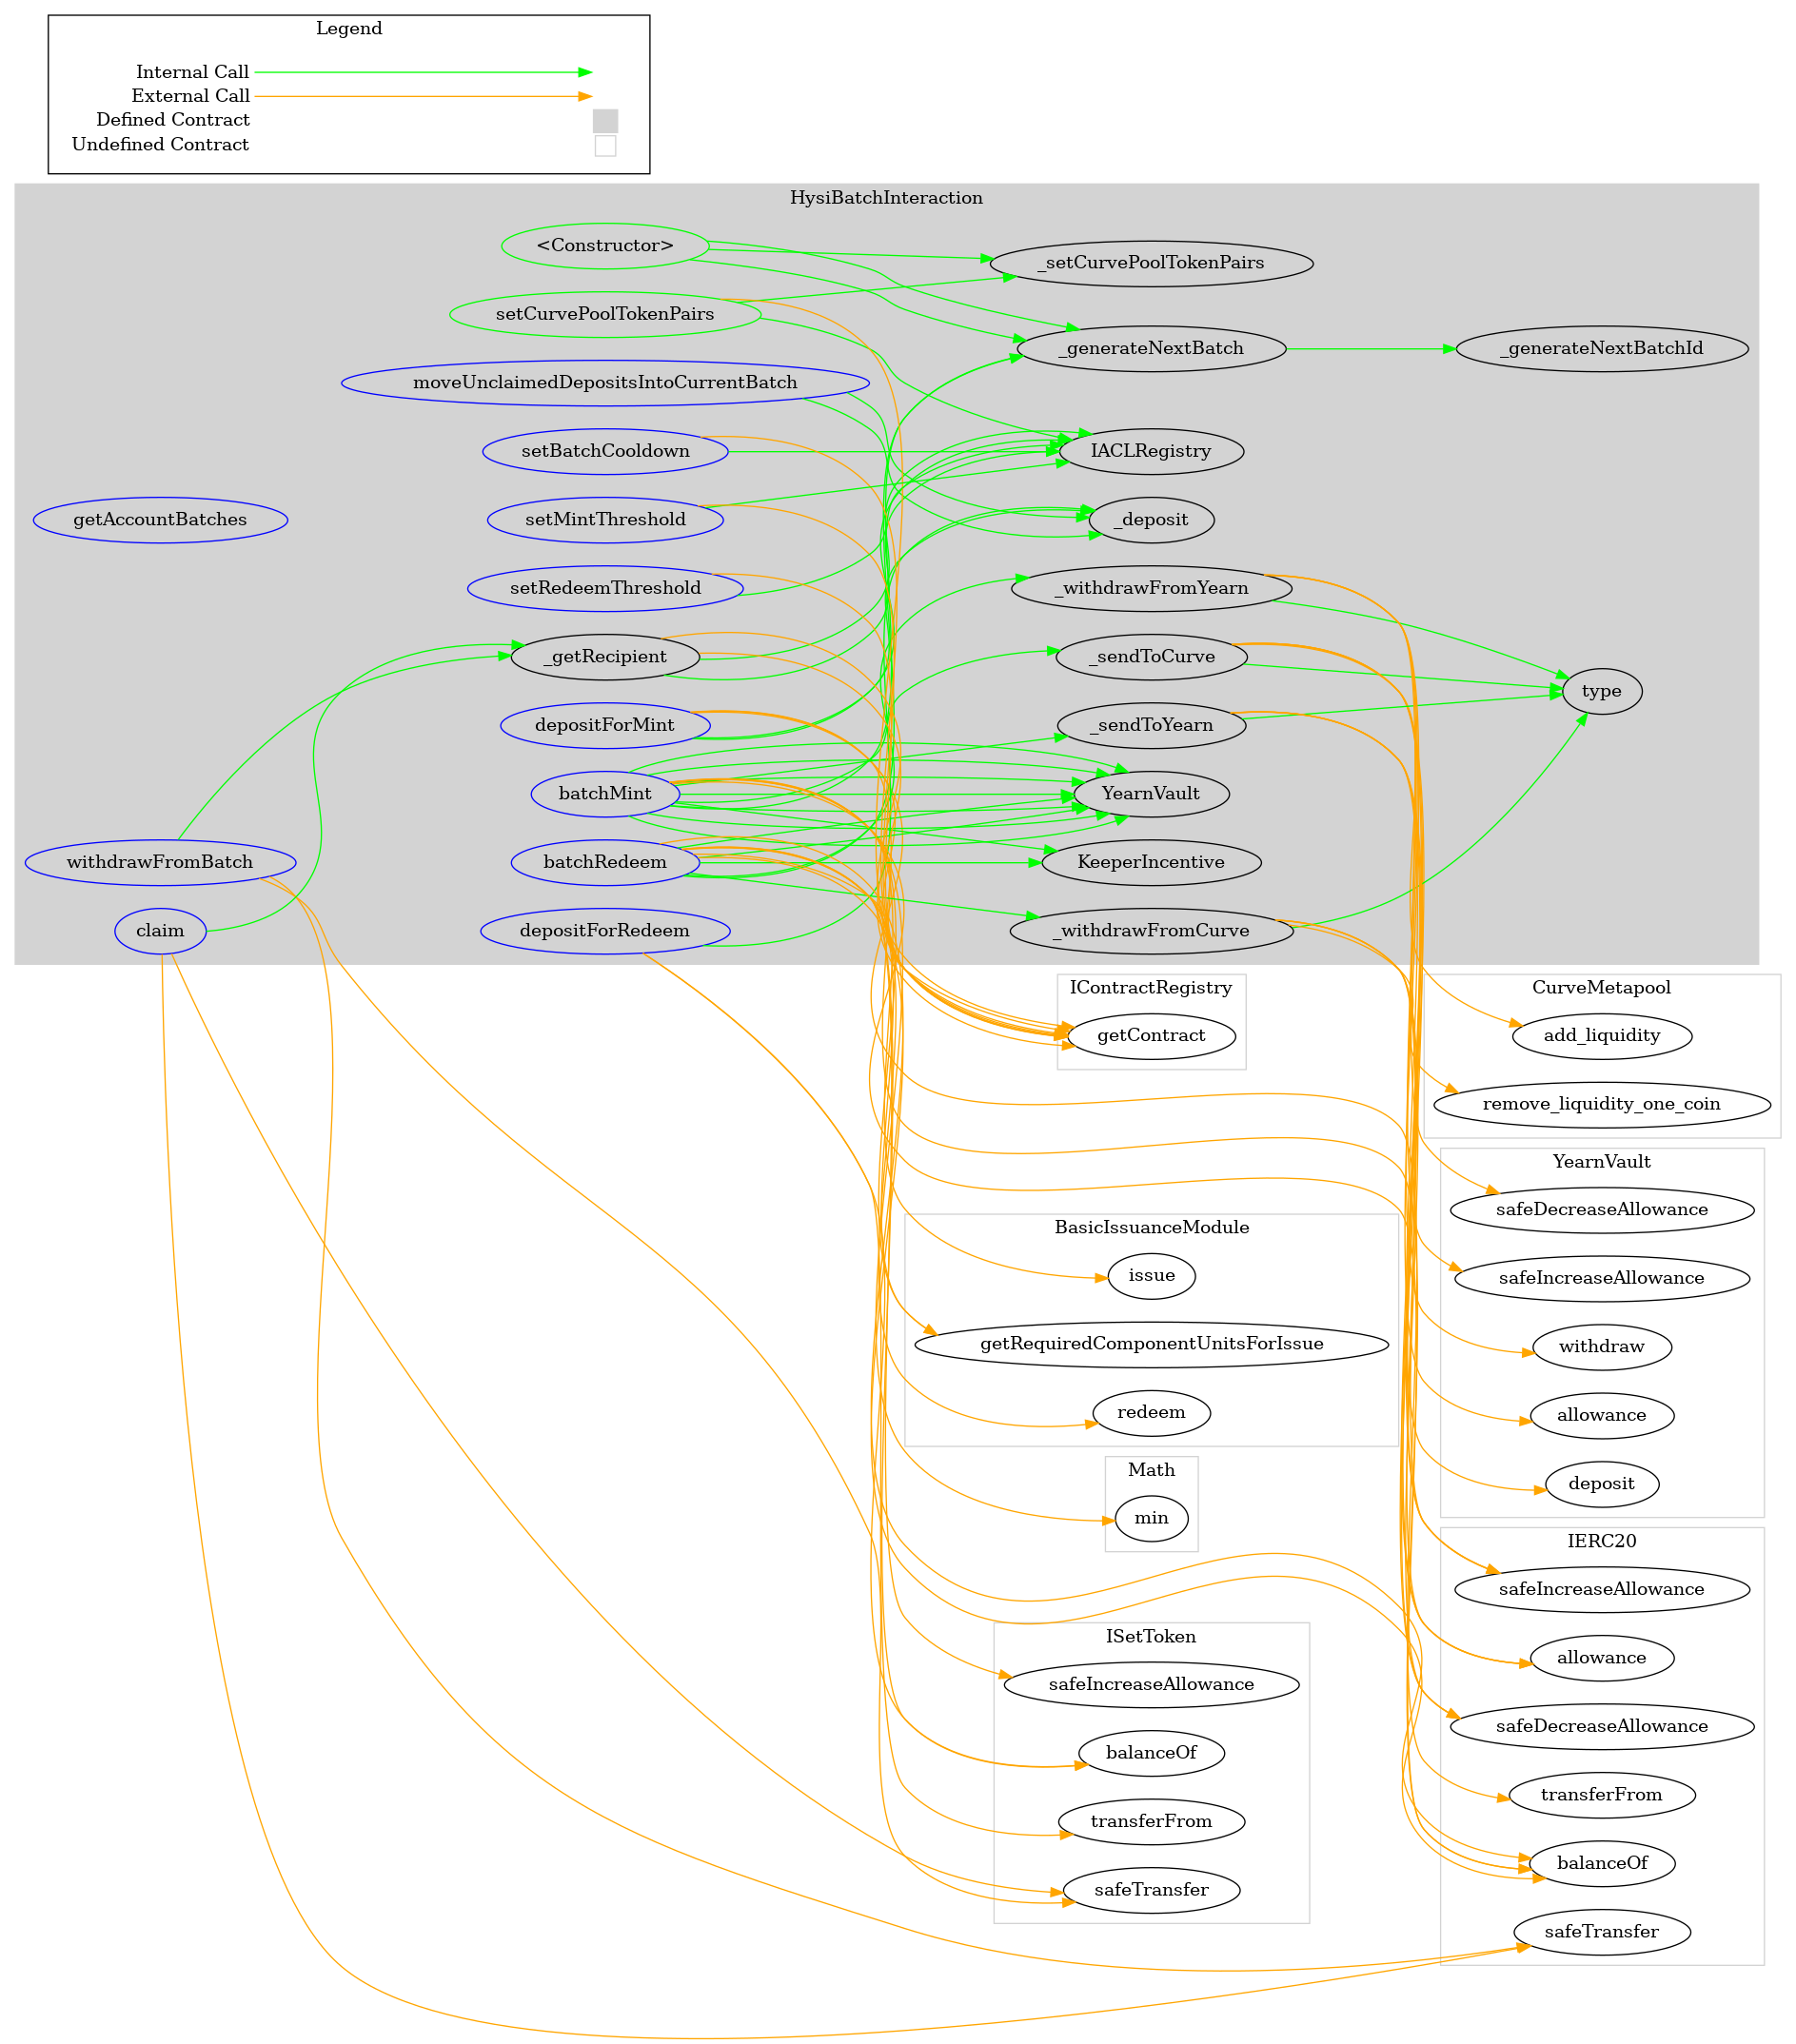 Legend
Internal Call
External Call
Defined Contract
Undefined Contract
HysiBatchInteraction
<Constructor>
_setCurvePoolTokenPairs
setCurvePoolTokenPairs
_generateNextBatch
_generateNextBatchId
moveUnclaimedDepositsIntoCurrentBatch
setBatchCooldown
IACLRegistry
getAccountBatches
setMintThreshold
_deposit
setRedeemThreshold
_withdrawFromYearn
_getRecipient
_sendToCurve
type
depositForMint
_sendToYearn
batchMint
YearnVault
withdrawFromBatch
batchRedeem
KeeperIncentive
claim
depositForRedeem
_withdrawFromCurve
IContractRegistry
getContract
CurveMetapool
add_liquidity
remove_liquidity_one_coin
YearnVault
safeDecreaseAllowance
safeIncreaseAllowance
withdraw
allowance
deposit
BasicIssuanceModule
issue
getRequiredComponentUnitsForIssue
redeem
Math
min
IERC20
safeIncreaseAllowance
allowance
safeDecreaseAllowance
transferFrom
balanceOf
safeTransfer
ISetToken
safeIncreaseAllowance
balanceOf
transferFrom
safeTransfer